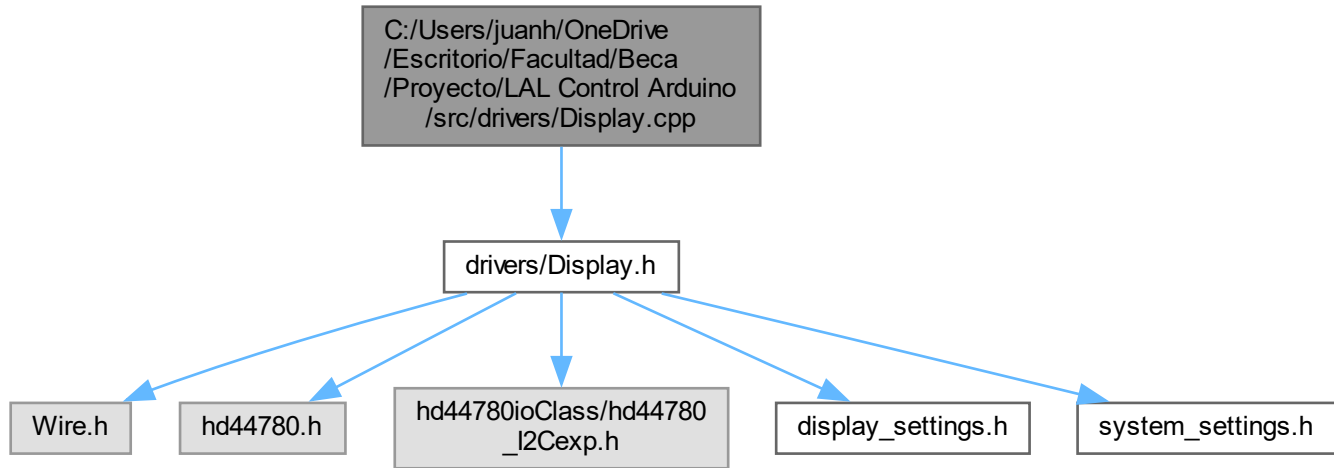 C:/Users/juanh/OneDrive
/Escritorio/Facultad/Beca
/Proyecto/LAL Control Arduino
/src/drivers/Display.cpp
drivers/Display.h
Wire.h
hd44780.h
hd44780ioClass/hd44780
_I2Cexp.h
display_settings.h
system_settings.h